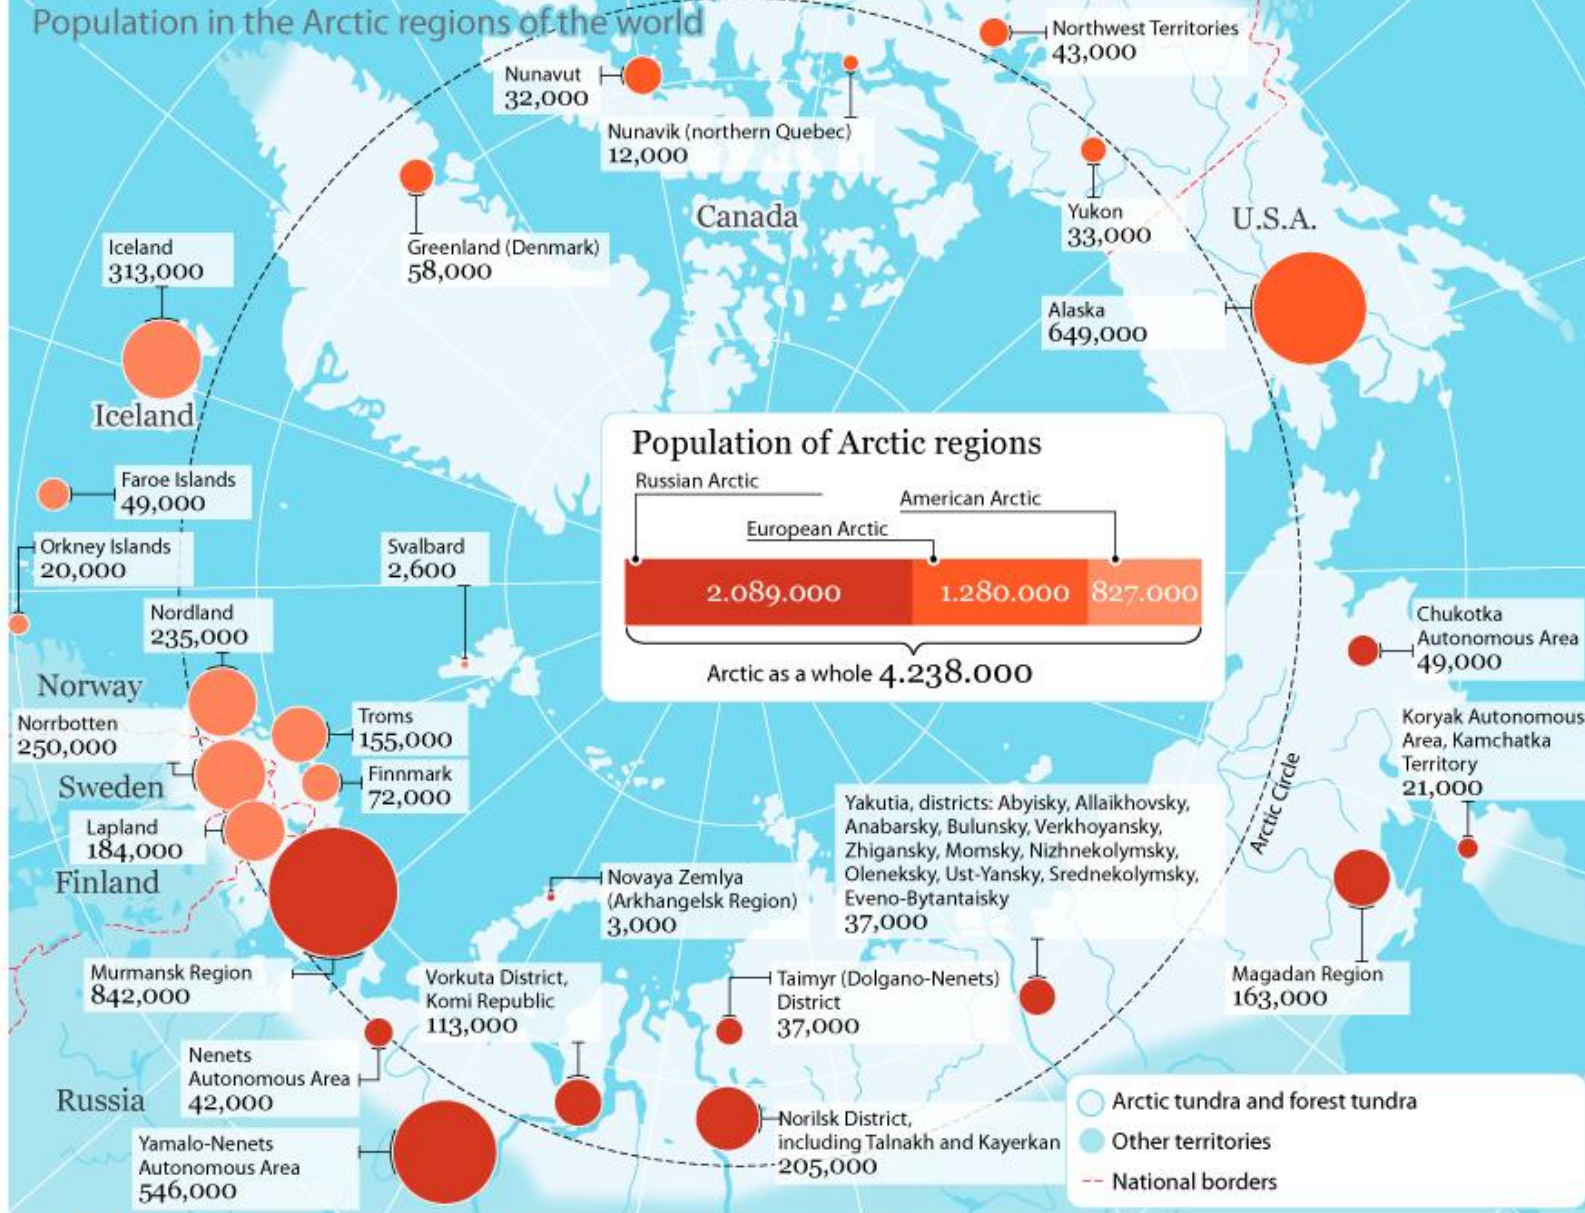 Population in the Arctic regions of the world
Northwest Territories
43,000
Nunavut
32,000
Nunavik (northern Quebec)
12,000
Canada
Yukon
33,000
U.S.A.
Iceland
313,000
Greenland (Denmark)
58,000
Alaska
649,000
Iceland
Population of Arctic regions
Russian Arctic
American Arctic
European Arctic
2.089.000
1.280.000
827.000
Arctic as a whole 4.238.000
Faroe Islands
49,000
Orkney Islands
20,000
Svalbard
2,600
Nordland
235,000
Norway
Norrbotten
250,000
Troms
155,000
Sweden
Finnmark
72,000
Lapland
184,000
Finland
Chukotka
Autonomous Area
49,000
Koryak Autonomous
Area, Kamchatka
Territory
21,000
Arctic Circle
Yakutia, districts: Abyisky, Allaikhovsky,
Anabarsky, Bulunsky, Verkhoyansky,
Zhigansky, Momsky, Nizhnekolymsky,
Oleneksky, Ust-Yansky, Srednekolymsky,
Eveno-Bytantaisky
37,000
Novaya Zemlya
(Arkhangelsk Region)
3,000
Murmansk Region
842,000
Vorkuta District,
Komi Republic
113,000
Taimyr (Dolgano-Nenets)
District
37,000
Magadan Region
163,000
Nenets
Autonomous Area
42,000
Russia
Yamalo-Nenets
Autonomous Area
546,000
Norilsk District,
including Talnakh and Kayerkan
205,000
Arctic tundra and forest tundra
Other territories
National borders